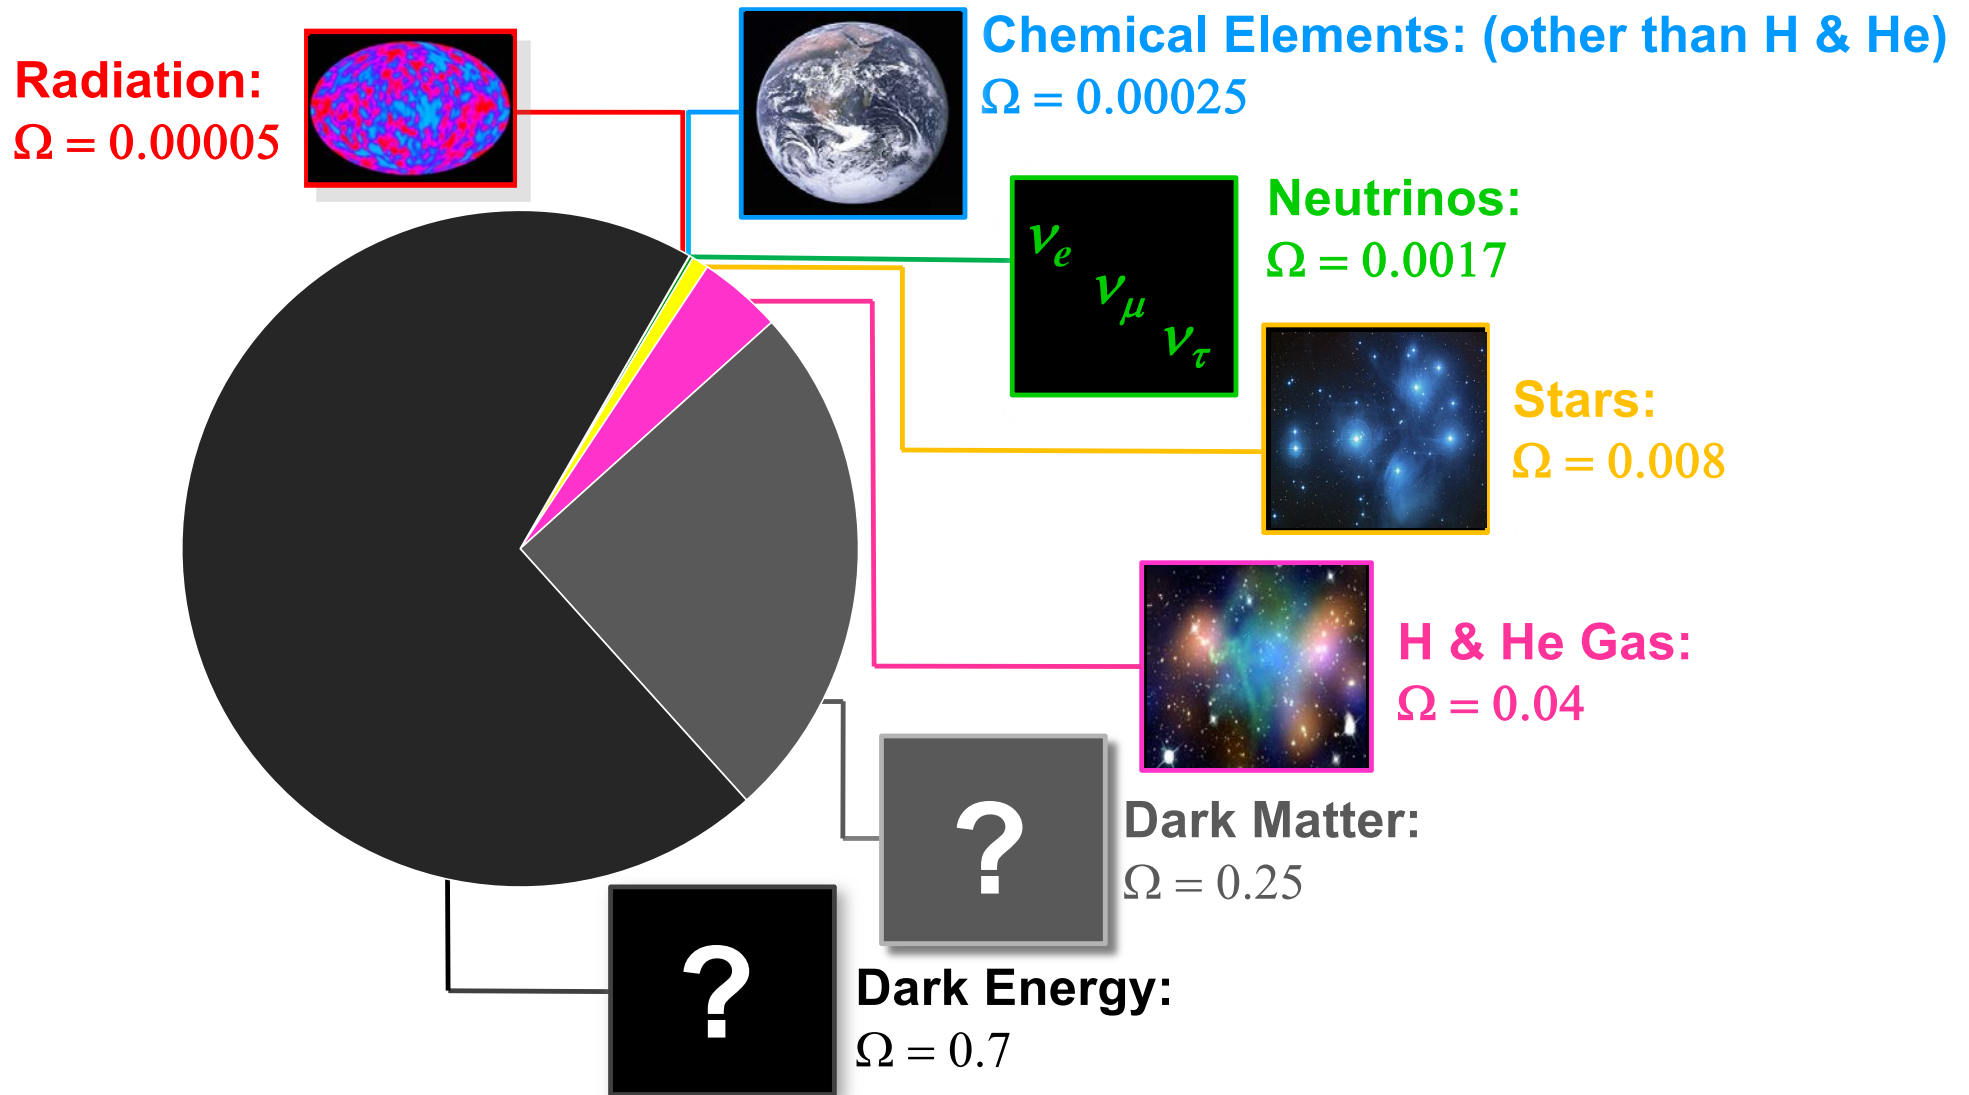 Radiation:
Ω = 0.00005
Chemical Elements: (other than H & He)
Ω = 0.00025
Neutrinos:
Ω = 0.0017
νe
νμ
ντ
Stars:
Ω = 0.008
H & He Gas:
Ω = 0.04
?
Dark Matter:
Ω = 0.25
?
Dark Energy:
Ω = 0.7